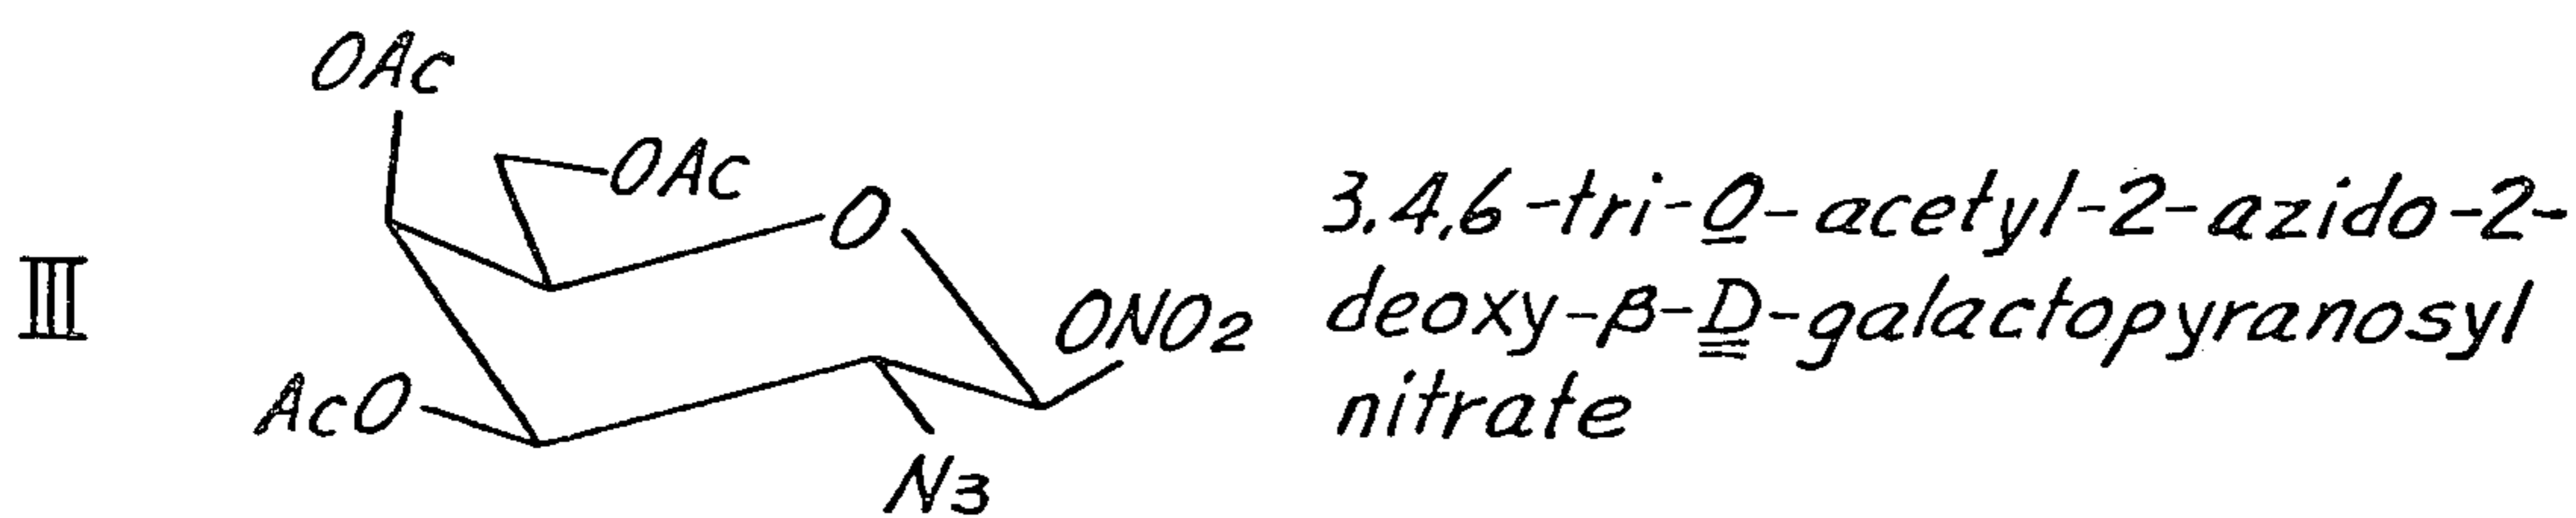 OAc
OAc
O
III
ONO2
AcO
N3
3,4,6-tri-O-acetyl-2-azido-2-
deoxy-β-D-galactopyranosyl
nitrate